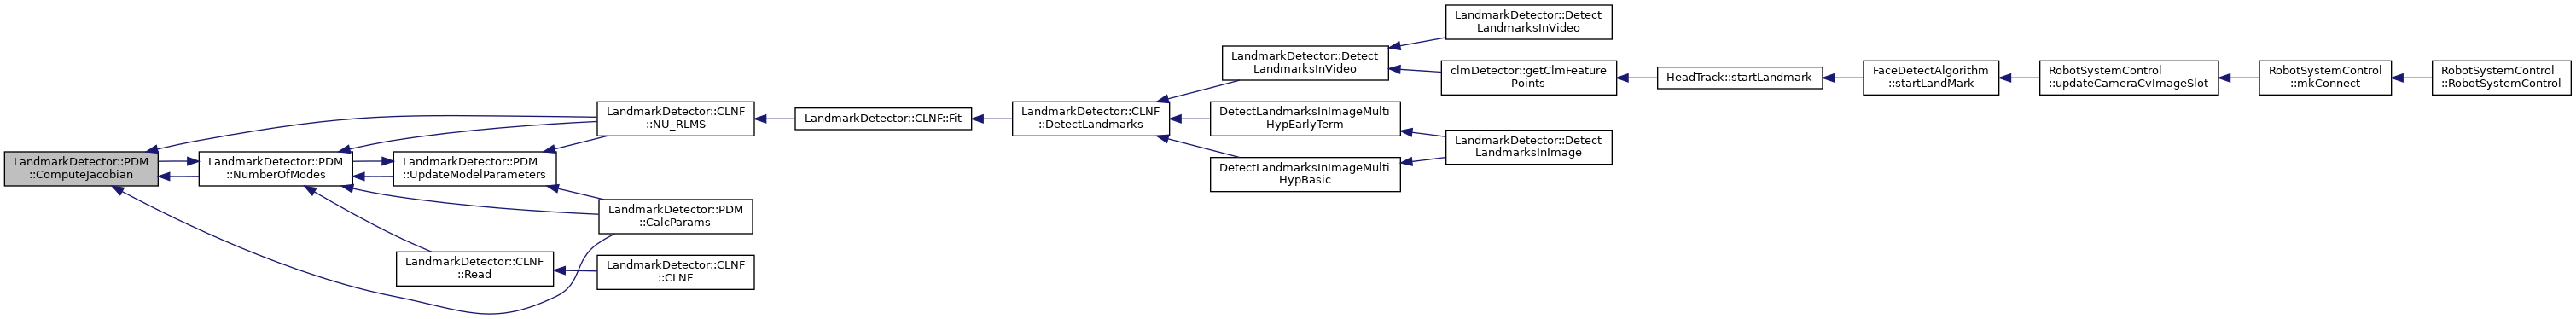 LandmarkDetector::PDM
::ComputeJacobian
LandmarkDetector::PDM
::NumberOfModes
LandmarkDetector::PDM
::UpdateModelParameters
LandmarkDetector::CLNF
::Read
LandmarkDetector::CLNF
::NU_RLMS
LandmarkDetector::PDM
::CalcParams
LandmarkDetector::CLNF
::CLNF
LandmarkDetector::CLNF::Fit
LandmarkDetector::CLNF
::DetectLandmarks
LandmarkDetector::Detect
LandmarksInVideo
DetectLandmarksInImageMulti
HypEarlyTerm
DetectLandmarksInImageMulti
HypBasic
LandmarkDetector::Detect
LandmarksInVideo
clmDetector::getClmFeature
Points
LandmarkDetector::Detect
LandmarksInImage
HeadTrack::startLandmark
FaceDetectAlgorithm
::startLandMark
RobotSystemControl
::updateCameraCvImageSlot
RobotSystemControl
::mkConnect
RobotSystemControl
::RobotSystemControl